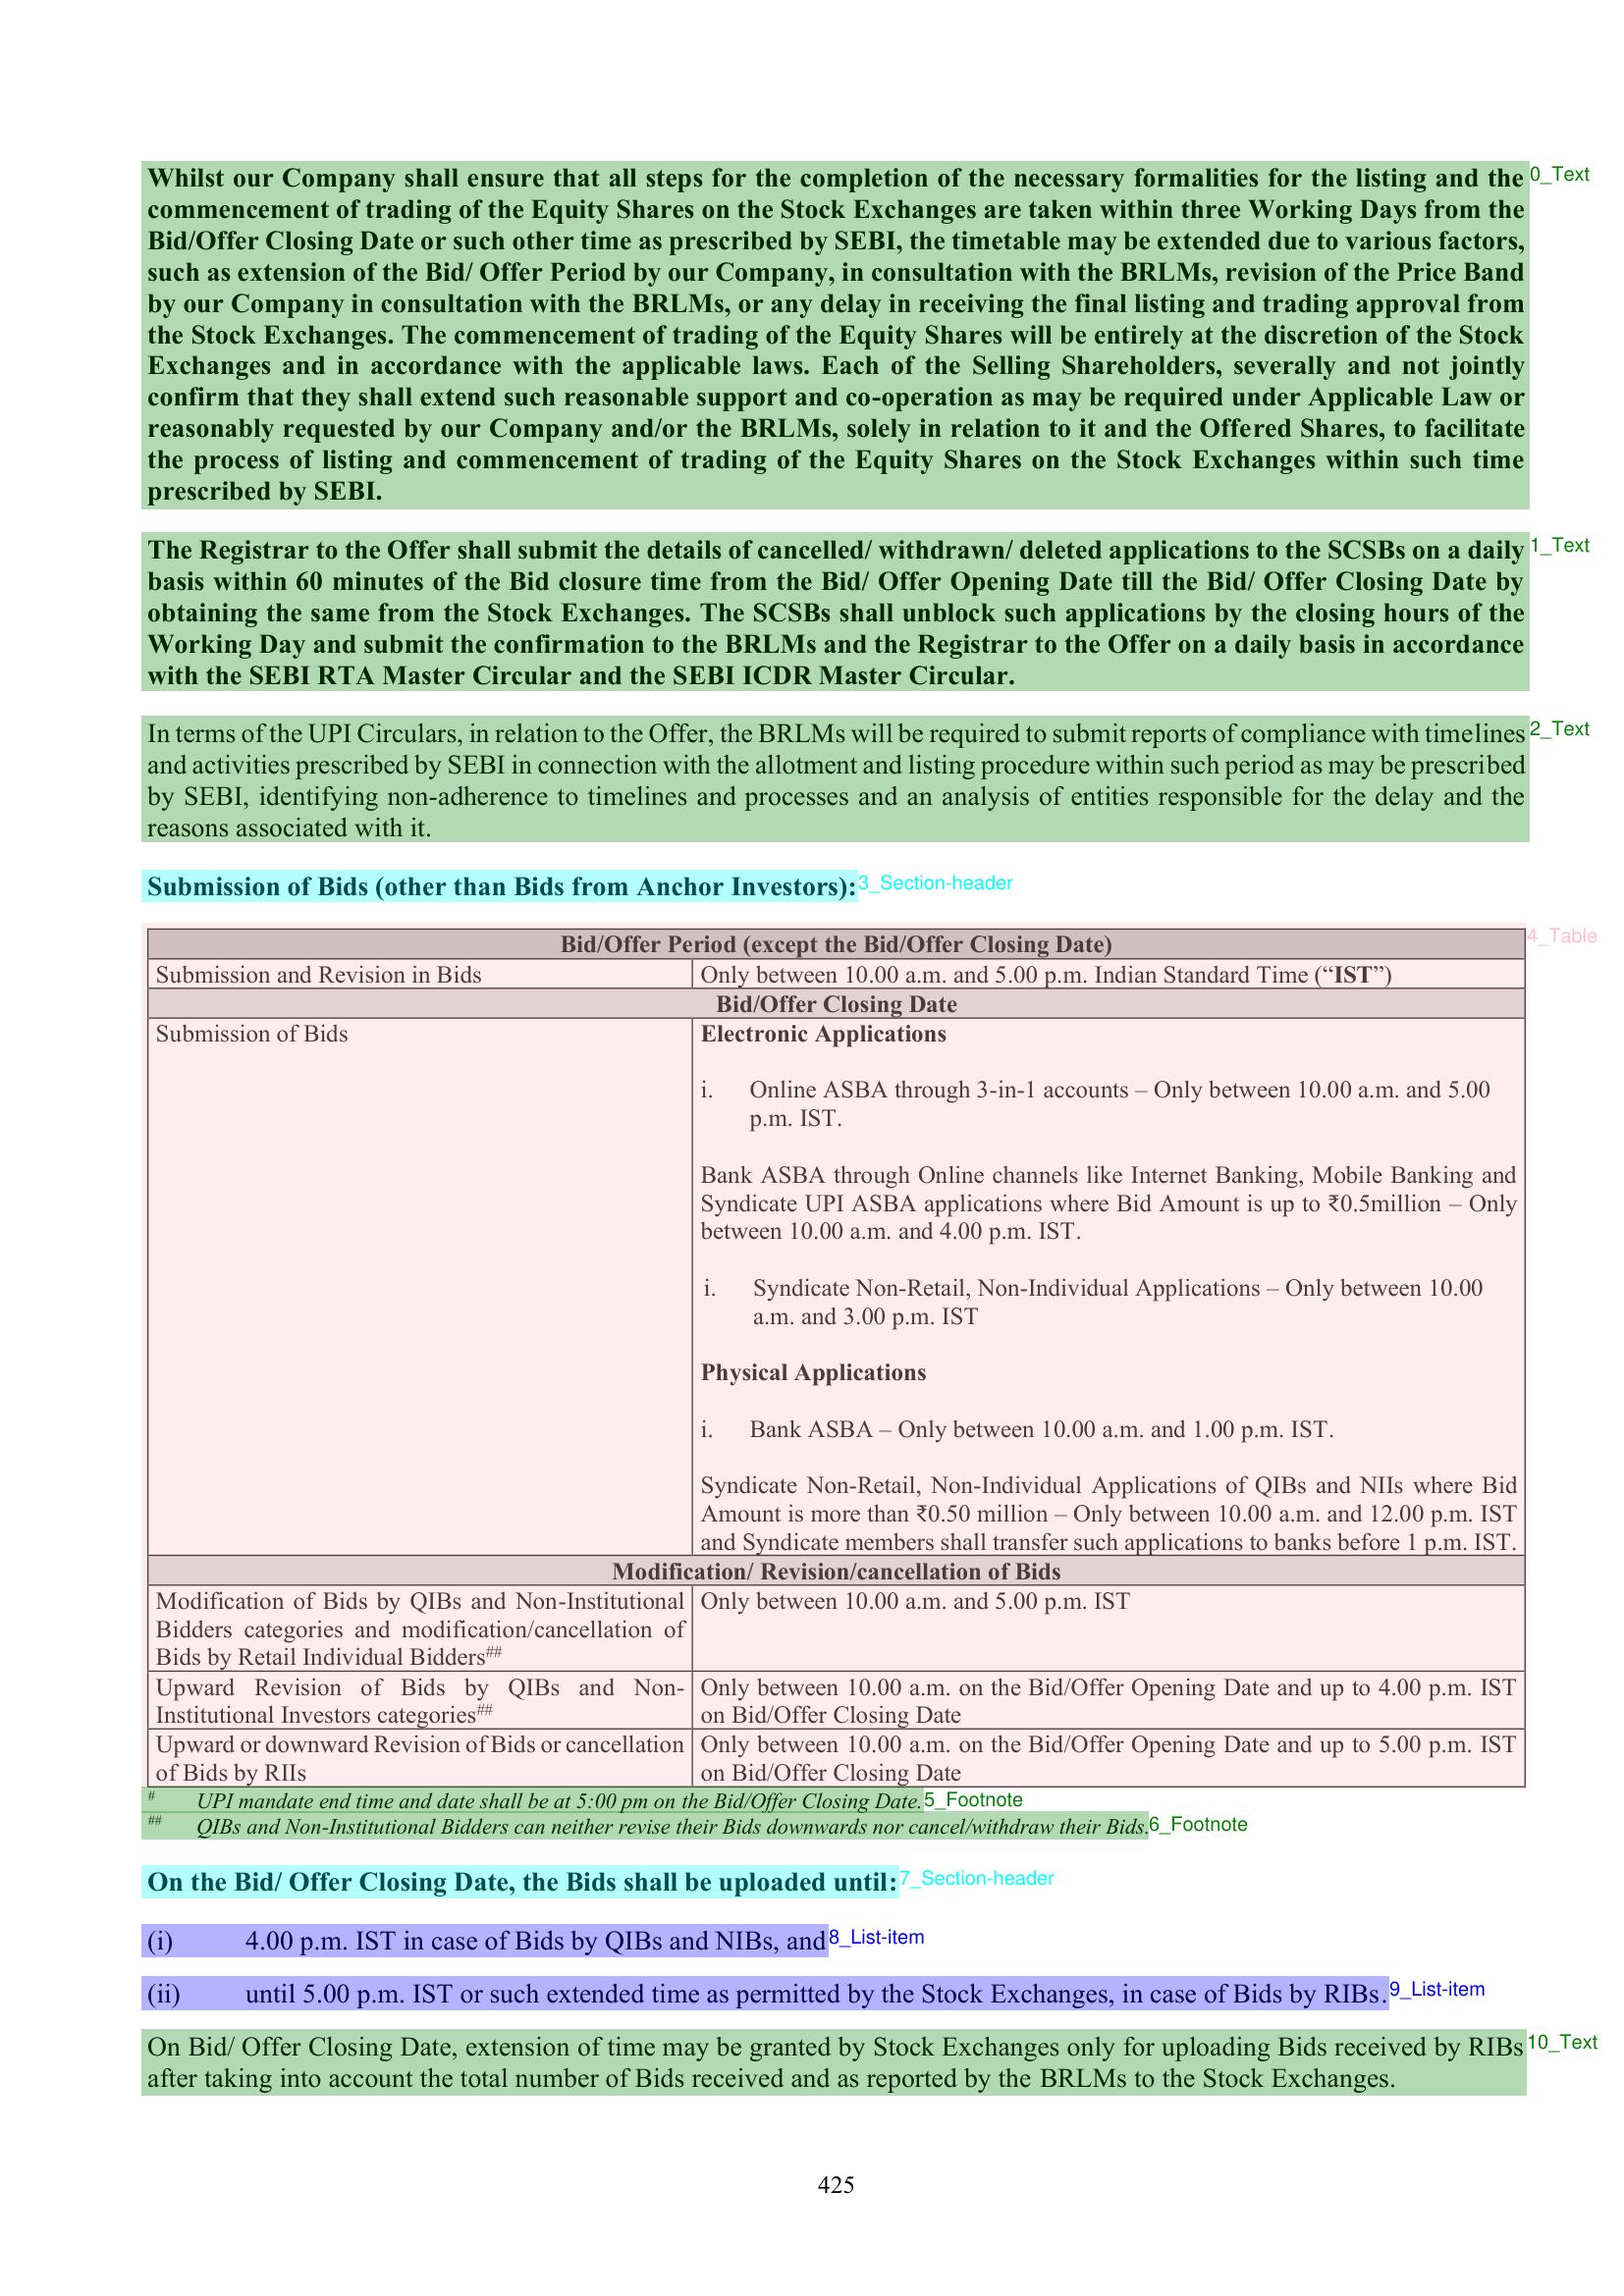 Whilst our Company shall ensure that all steps for the completion of the necessary formalities for the listing and the 0_Text
commencement of trading of the Equity Shares on the Stock Exchanges are taken within three Working Days from the
Bid/Offer Closing Date or such other time as prescribed by SEBI, the timetable may be extended due to various factors,
such as extension of the Bid/ Offer Period by our Company, in consultation with the BRLMs, revision of the Price Band
by our Company in consultation with the BRLMs, or any delay in receiving the final listing and trading approval from
the Stock Exchanges. The commencement of trading of the Equity Shares will be entirely at the discretion of the Stock
Exchanges and in accordance with the applicable laws. Each of the Selling Shareholders, severally and not jointly
confirm that they shall extend such reasonable support and co-operation as may be required under Applicable Law or
reasonably requested by our Company and/or the BRLMs, solely in relation to it and the Offered Shares, to facilitate
the process of listing and commencement of trading of the Equity Shares on the Stock Exchanges within such time
prescribed by SEBI.
The Registrar to the Offer shall submit the details of cancelled/ withdrawn/ deleted applications to the SCSBs on a daily 1_Text
basis within 60 minutes of the Bid closure time from the Bid/ Offer Opening Date till the Bid/ Offer Closing Date by
obtaining the same from the Stock Exchanges. The SCSBs shall unblock such applications by the closing hours of the
Working Day and submit the confirmation to the BRLMs and the Registrar to the Offer on a daily basis in accordance
with the SEBI RTA Master Circular and the SEBI ICDR Master Circular.
In terms of the UPI Circulars, in relation to the Offer, the BRLMs will be required to submit reports of compliance with timelines 2_Text
and activities prescribed by SEBI in connection with the allotment and listing procedure within such period as may be prescribed
by SEBI, identifying non-adherence to timelines and processes and an analysis of entities responsible for the delay and the
reasons associated with it.
Submission of Bids (other than Bids from Anchor Investors): 3_Section-header
4_Table
Bid/Offer Period (except the Bid/Offer Closing Date)
Submission and Revision in Bids Only between 10.00 a.m. and 5.00 p.m. Indian Standard Time (“IST”)
Bid/Offer Closing Date
Submission of Bids Electronic Applications
i. Online ASBA through 3-in-1 accounts – Only between 10.00 a.m. and 5.00
p.m. IST.
Bank ASBA through Online channels like Internet Banking, Mobile Banking and
Syndicate UPI ASBA applications where Bid Amount is up to ₹0.5million – Only
between 10.00 a.m. and 4.00 p.m. IST.
i. Syndicate Non-Retail, Non-Individual Applications – Only between 10.00
a.m. and 3.00 p.m. IST
Physical Applications
i. Bank ASBA – Only between 10.00 a.m. and 1.00 p.m. IST.
Syndicate Non-Retail, Non-Individual Applications of QIBs and NIIs where Bid
Amount is more than ₹0.50 million – Only between 10.00 a.m. and 12.00 p.m. IST
and Syndicate members shall transfer such applications to banks before 1 p.m. IST.
Modification/ Revision/cancellation of Bids
Modification of Bids by QIBs and Non-Institutional Only between 10.00 a.m. and 5.00 p.m. IST
Bidders categories and modification/cancellation of
Bids by Retail Individual Bidders##
Upward Revision of Bids by QIBs and Non- Only between 10.00 a.m. on the Bid/Offer Opening Date and up to 4.00 p.m. IST
Institutional Investors categories## on Bid/Offer Closing Date
Upward or downward Revision of Bids or cancellation Only between 10.00 a.m. on the Bid/Offer Opening Date and up to 5.00 p.m. IST
of Bids by RIIs on Bid/Offer Closing Date
# UPI mandate end time and date shall be at 5:00 pm on the Bid/Offer Closing Date. 5_Footnote
## QIBs and Non-Institutional Bidders can neither revise their Bids downwards nor cancel/withdraw their Bids. 6_Footnote
On the Bid/ Offer Closing Date, the Bids shall be uploaded until: 7_Section-header
(i) 4.00 p.m. IST in case of Bids by QIBs and NIBs, and 8_List-item
(ii) until 5.00 p.m. IST or such extended time as permitted by the Stock Exchanges, in case of Bids by RIBs. 9_List-item
On Bid/ Offer Closing Date, extension of time may be granted by Stock Exchanges only for uploading Bids received by RIBs 10_Text
after taking into account the total number of Bids received and as reported by the BRLMs to the Stock Exchanges.
425